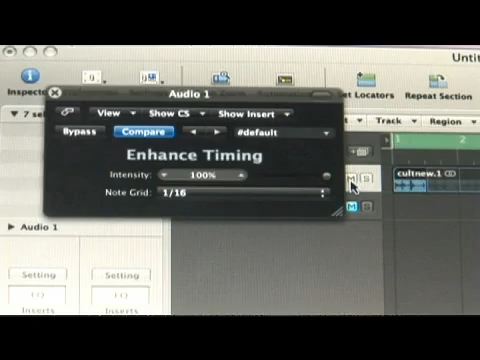 Untit
Inspector
Set Locators
Repeat Section
Audio 1
7 sel
View
Show CS
Show Insert
Track
Region
Bypass
Compare
#default
1
2
Enhance Timing
Intensity: 100%
M S
cultnew.1
Note Grid: 1/16
M S
Audio 1
Setting
Setting
EQ
EQ
Inserts
Inserts